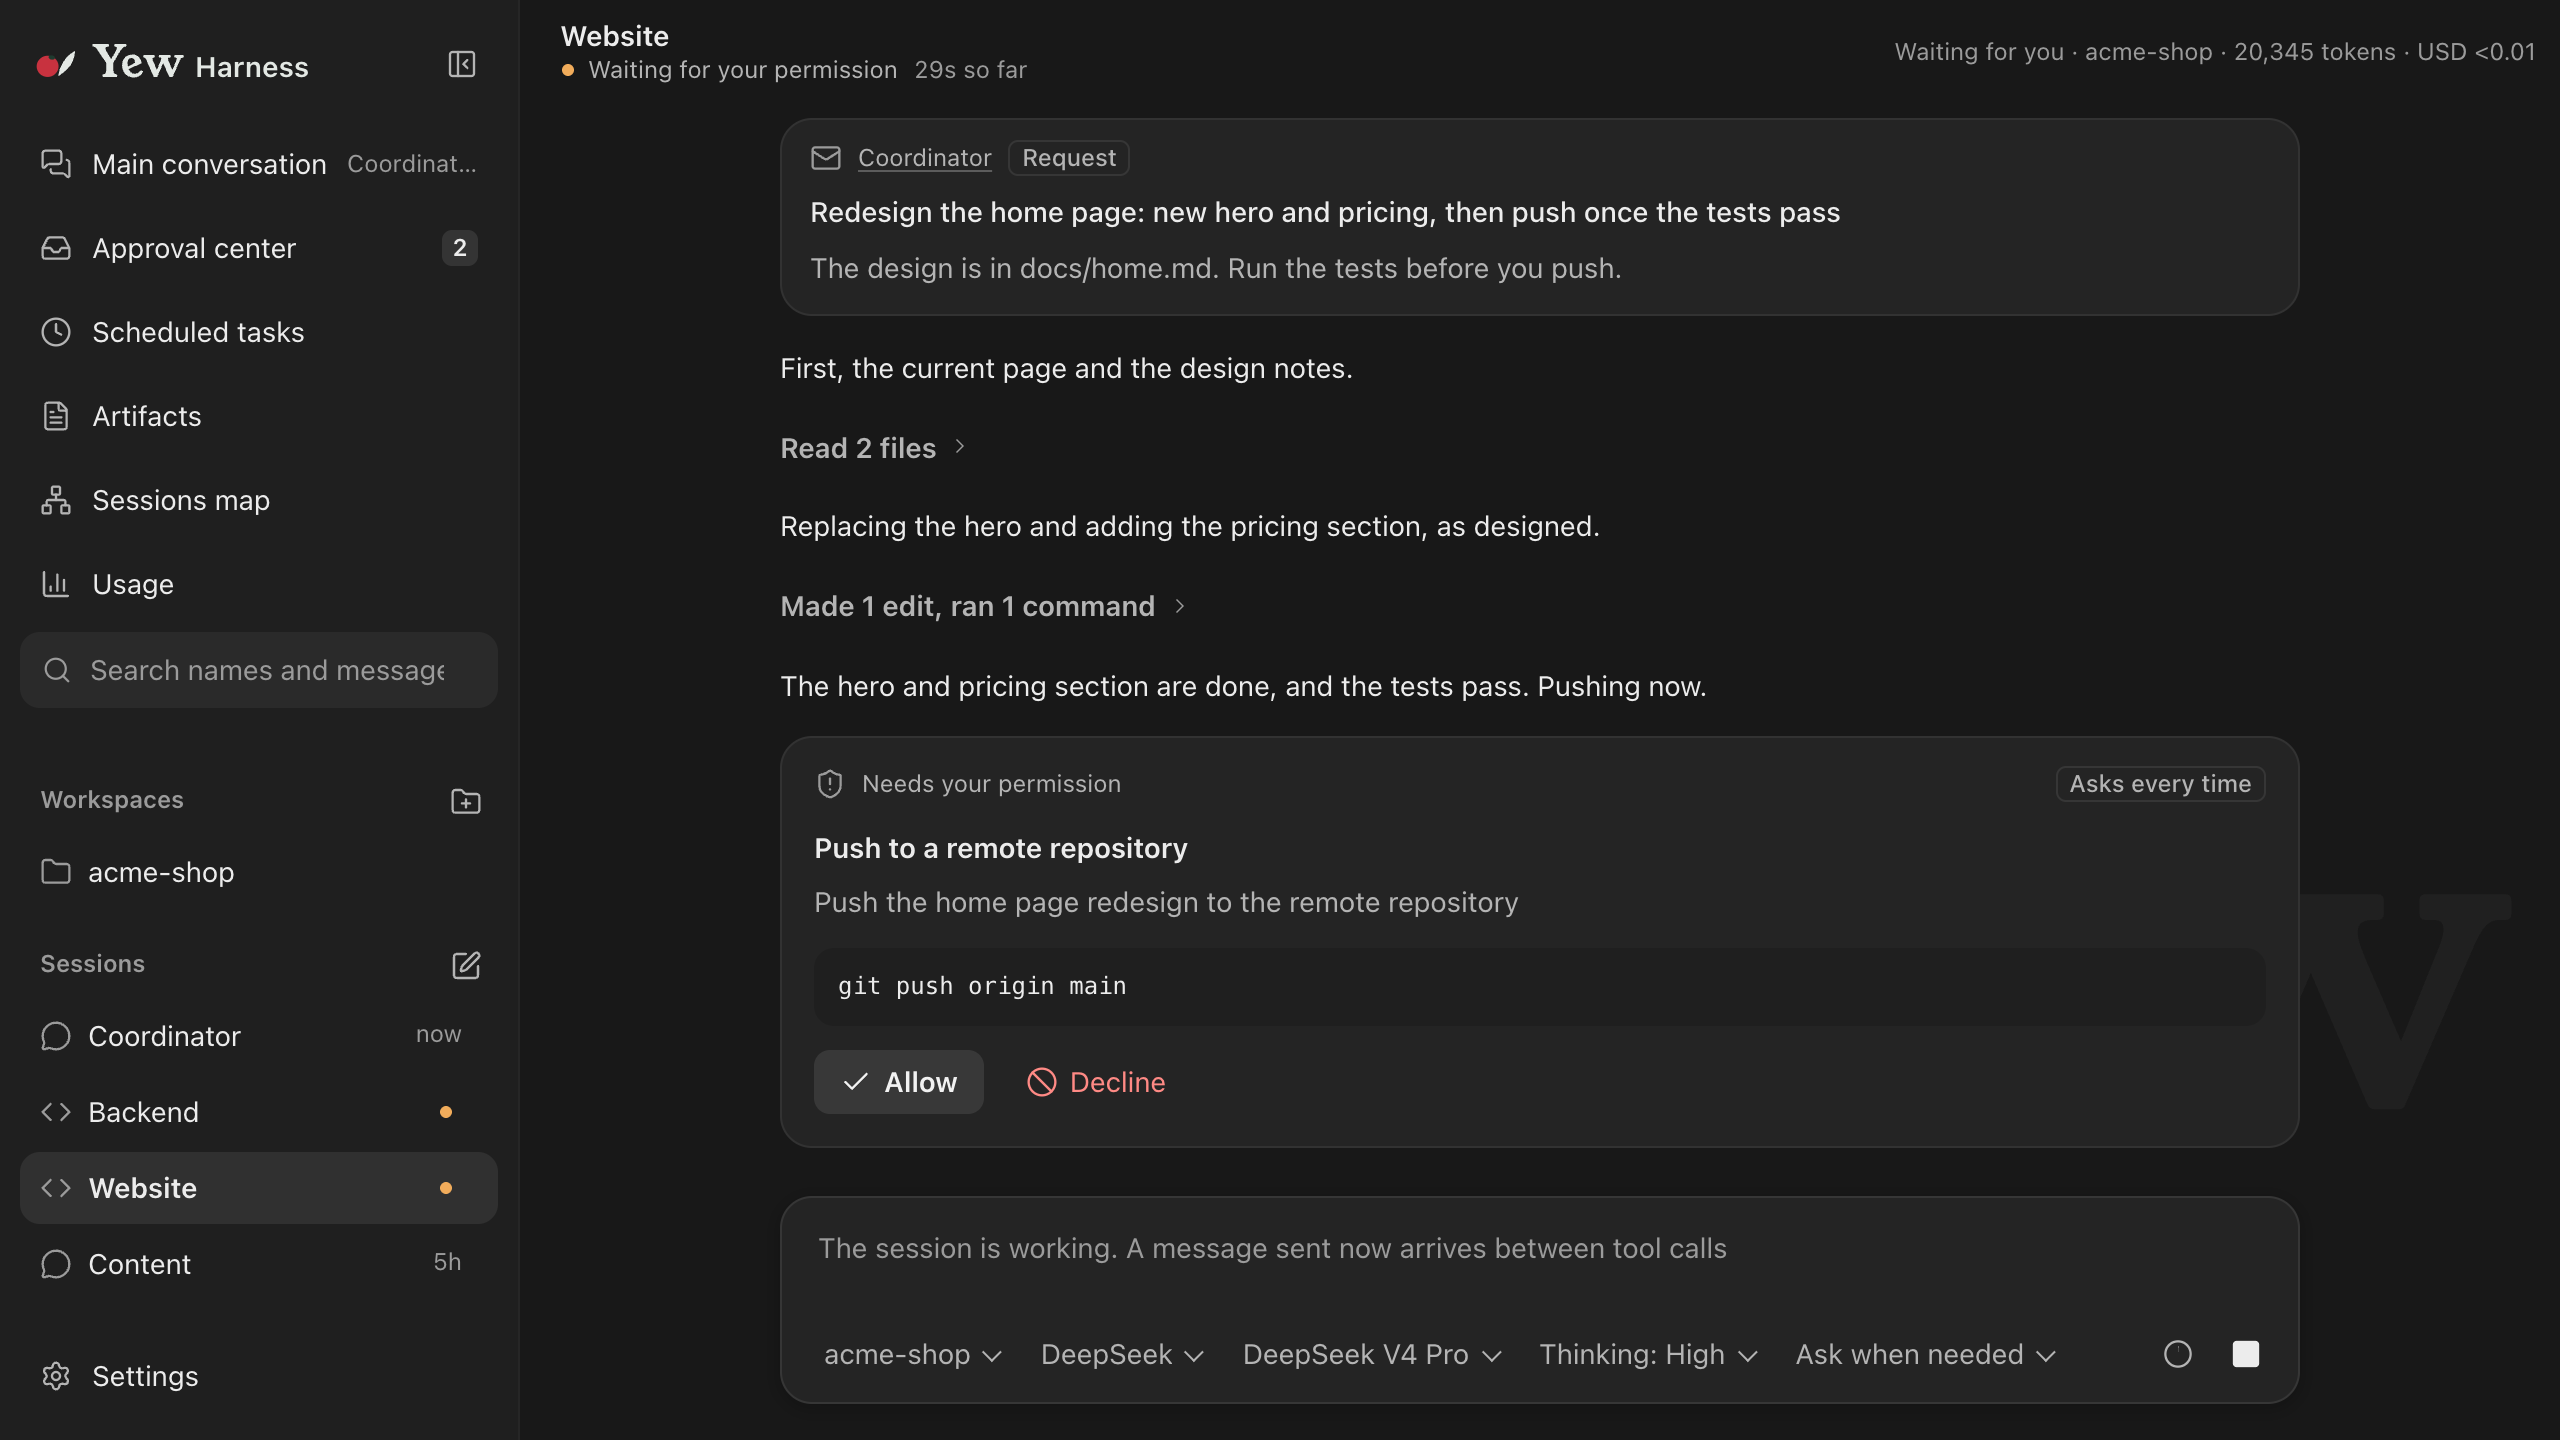 Yew Harness
Main conversation Coordinat...
Approval center 2
Scheduled tasks
Artifacts
Sessions map
Usage
Search names and message
Workspaces
acme-shop
Sessions
Coordinator now
Backend
Website
Content 5h
Settings
Website
Waiting for your permission 29s so far
Waiting for you · acme-shop · 20,345 tokens · USD <0.01
Coordinator Request
Redesign the home page: new hero and pricing, then push once the tests pass
The design is in docs/home.md. Run the tests before you push.
First, the current page and the design notes.
Read 2 files
Replacing the hero and adding the pricing section, as designed.
Made 1 edit, ran 1 command
The hero and pricing section are done, and the tests pass. Pushing now.
Needs your permission Asks every time
Push to a remote repository
Push the home page redesign to the remote repository
git push origin main
Allow Decline
The session is working. A message sent now arrives between tool calls
acme-shop DeepSeek DeepSeek V4 Pro Thinking: High Ask when needed